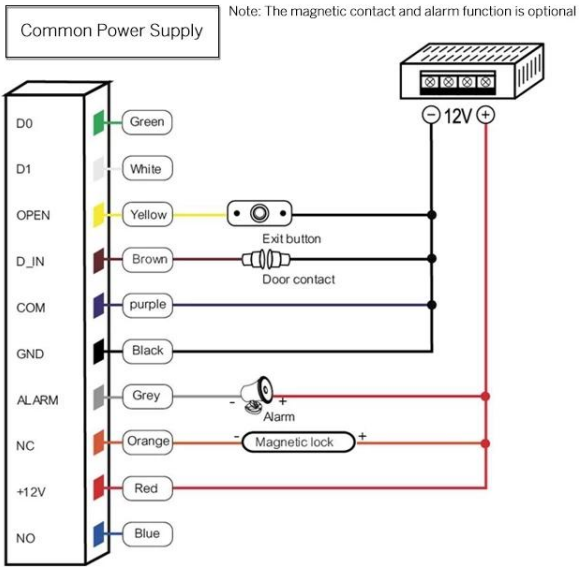 Note: The magnetic contact and alarm function is optional
Common Power Supply
− 12V +
D0 Green
D1 White
OPEN Yellow
Exit button
D_IN Brown
Door contact
COM purple
GND Black
ALARM Grey - +
Alarm
NC Orange - Magnetic lock +
+12V Red
NO Blue